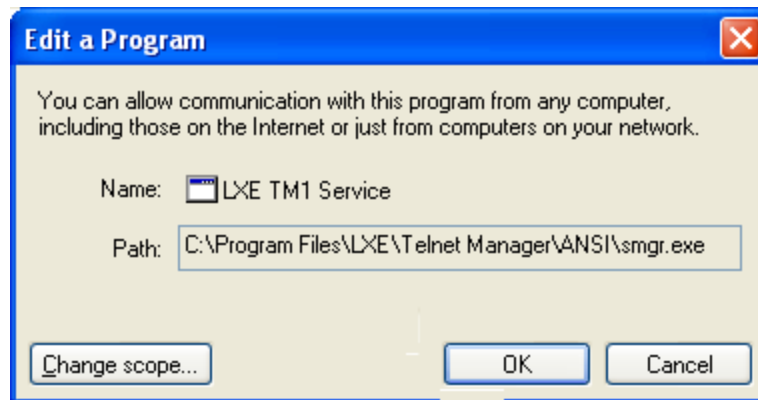 Edit a Program
You can allow communication with this program from any computer,
including those on the Internet or just from computers on your network.
Name: LXE TM1 Service
Path: C:\Program Files\LXE\Telnet Manager\ANSI\smgr.exe
Change scope... OK Cancel